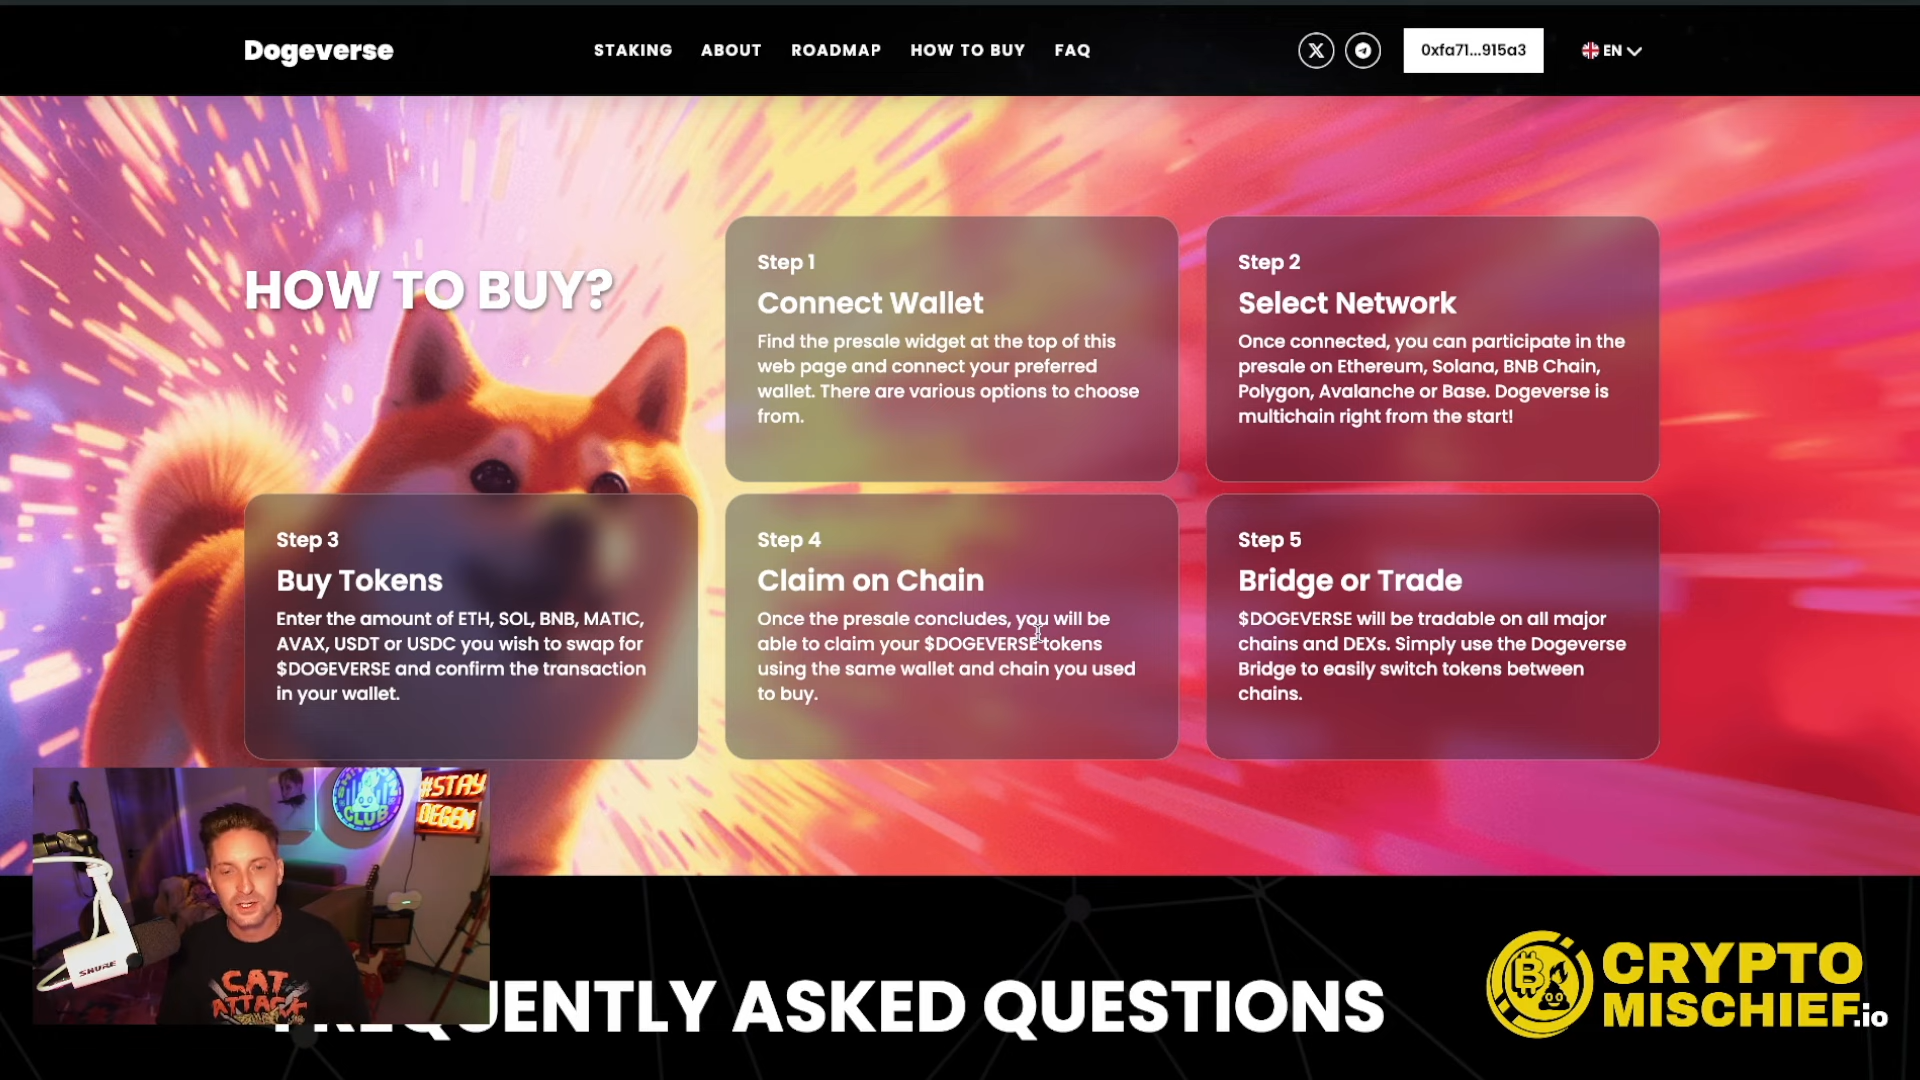 Dogeverse
STAKING
ABOUT
ROADMAP
HOW TO BUY
FAQ
0xfa71...915a3
EN
HOW TO BUY?
Step 1
Connect Wallet
Find the presale widget at the top of this
web page and connect your preferred
wallet. There are various options to choose
from.
Step 2
Select Network
Once connected, you can participate in the
presale on Ethereum, Solana, BNB Chain,
Polygon, Avalanche or Base. Dogeverse is
multichain right from the start!
Step 3
Buy Tokens
Enter the amount of ETH, SOL, BNB, MATIC,
AVAX, USDT or USDC you wish to swap for
$DOGEVERSE and confirm the transaction
in your wallet.
Step 4
Claim on Chain
Once the presale concludes, you will be
able to claim your $DOGEVERSE tokens
using the same wallet and chain you used
to buy.
Step 5
Bridge or Trade
$DOGEVERSE will be tradable on all major
chains and DEXs. Simply use the Dogeverse
Bridge to easily switch tokens between
chains.
#STAY
DEGEN
CLUB
SHURE
CAT
ATTACK
FREQUENTLY ASKED QUESTIONS
CRYPTO
MISCHIEF.io